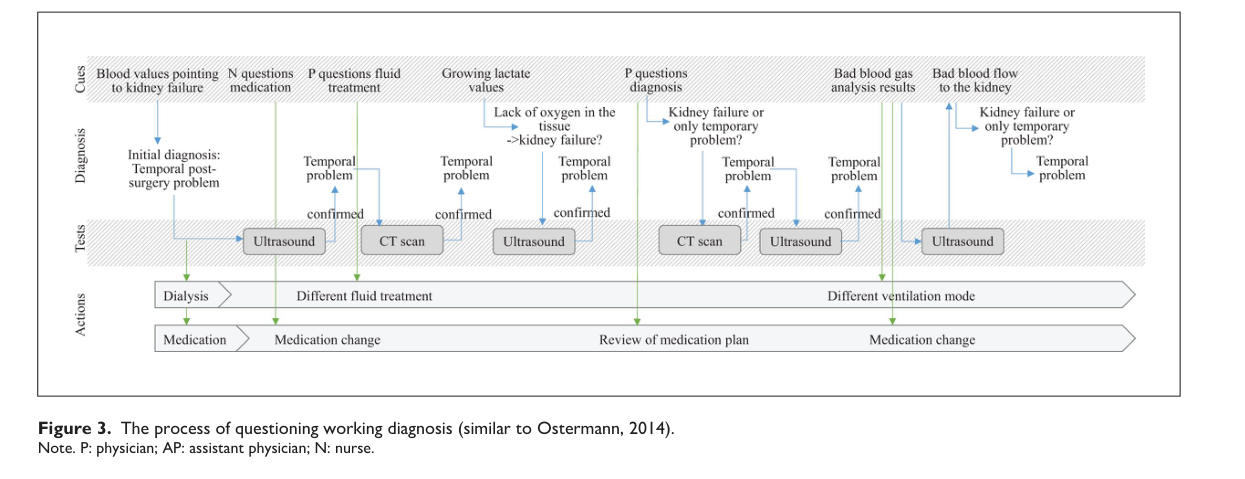 Cues
Blood values pointing
to kidney failure
N questions
medication
P questions fluid
treatment
Growing lactate
values
P questions
diagnosis
Bad blood gas
analysis results
Bad blood flow
to the kidney
Diagnosis
Initial diagnosis:
Temporal post-
surgery problem
Temporal
problem
confirmed
Temporal
problem
confirmed
Lack of oxygen in the
tissue
->kidney failure?
Temporal
problem
confirmed
Kidney failure or
only temporary
problem?
Temporal
problem
confirmed
Temporal
problem
confirmed
Kidney failure or
only temporary
problem?
Temporal
problem
Tests
Ultrasound
CT scan
Ultrasound
CT scan
Ultrasound
Ultrasound
Actions
Dialysis
Different fluid treatment
Different ventilation mode
Medication
Medication change
Review of medication plan
Medication change
Figure 3. The process of questioning working diagnosis (similar to Ostermann, 2014).
Note. P: physician; AP: assistant physician; N: nurse.